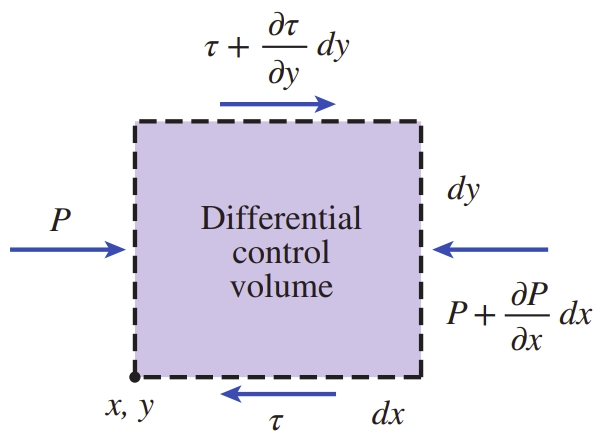 τ + ∂τ/∂y dy
P
Differential
control
volume
dy
P + ∂P/∂x dx
x, y
τ
dx